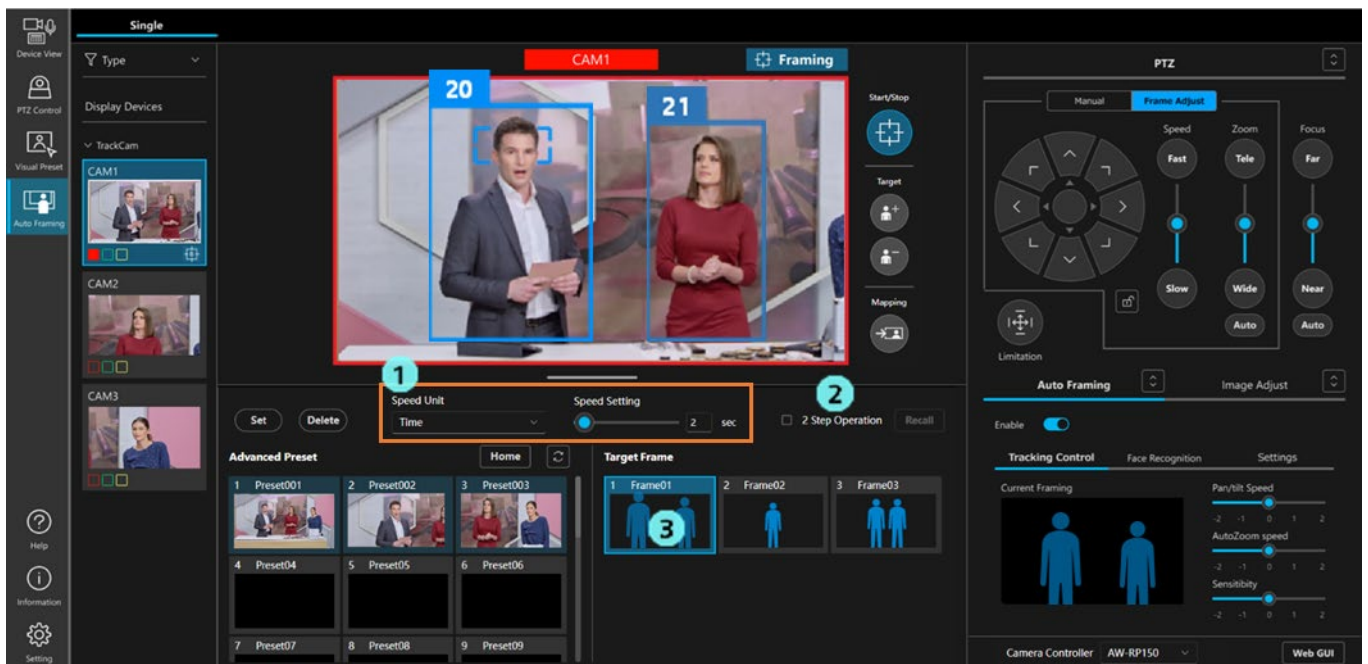 Single
Device View
PTZ Control
Visual Preset
Auto Framing
Help
Information
Setting
Type
Display Devices
TrackCam
CAM1
CAM2
CAM3
CAM1
Framing
20
21
Start/Stop
Target
Mapping
1
Speed Unit
Speed Setting
2
Set
Delete
Time
2
sec
2 Step Operation
Recall
Advanced Preset
Home
Target Frame
1 Preset001
2 Preset002
3 Preset003
4 Preset04
5 Preset05
6 Preset06
7 Preset07
8 Preset08
9 Preset09
1 Frame01
2 Frame02
3 Frame03
3
PTZ
Manual
Frame Adjust
Speed
Zoom
Focus
Fast
Tele
Far
Slow
Wide
Near
Auto
Auto
Limitation
Auto Framing
Image Adjust
Enable
Tracking Control
Face Recognition
Settings
Current Framing
Pan/tilt Speed
-2 -1 0 1 2
AutoZoom speed
-2 -1 0 1 2
Sensitibity
-2 -1 0 1 2
Camera Controller
AW-RP150
Web GUI